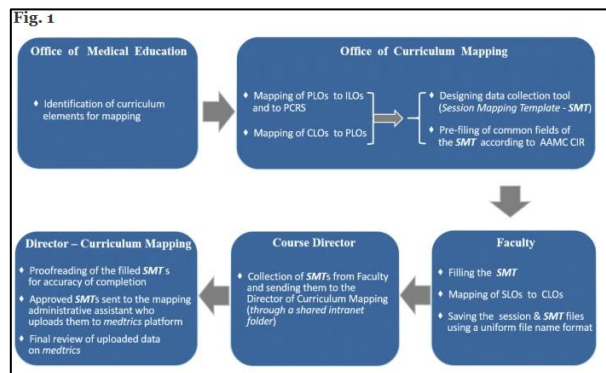 Fig. 1
Office of Medical Education
♦ Identification of curriculum
elements for mapping
Office of Curriculum Mapping
♦ Mapping of PLOs to ILOs
and to PCRS
♦ Mapping of CLOs to PLOs
♦ Designing data collection tool
(Session Mapping Template - SMT)
♦ Pre-filing of common fields of
the SMT according to AAMC CIR
Faculty
♦ Filling the SMT
♦ Mapping of SLOs to CLOs
♦ Saving the session & SMT files
using a uniform file name format
Course Director
♦ Collection of SMTs from Faculty
and sending them to the
Director of Curriculum Mapping
(through a shared intranet
folder)
Director – Curriculum Mapping
♦ Proofreading of the filled SMT s
for accuracy of completion
♦ Approved SMTs sent to the mapping
administrative assistant who
uploads them to medtrics platform
♦ Final review of uploaded data
on medtrics